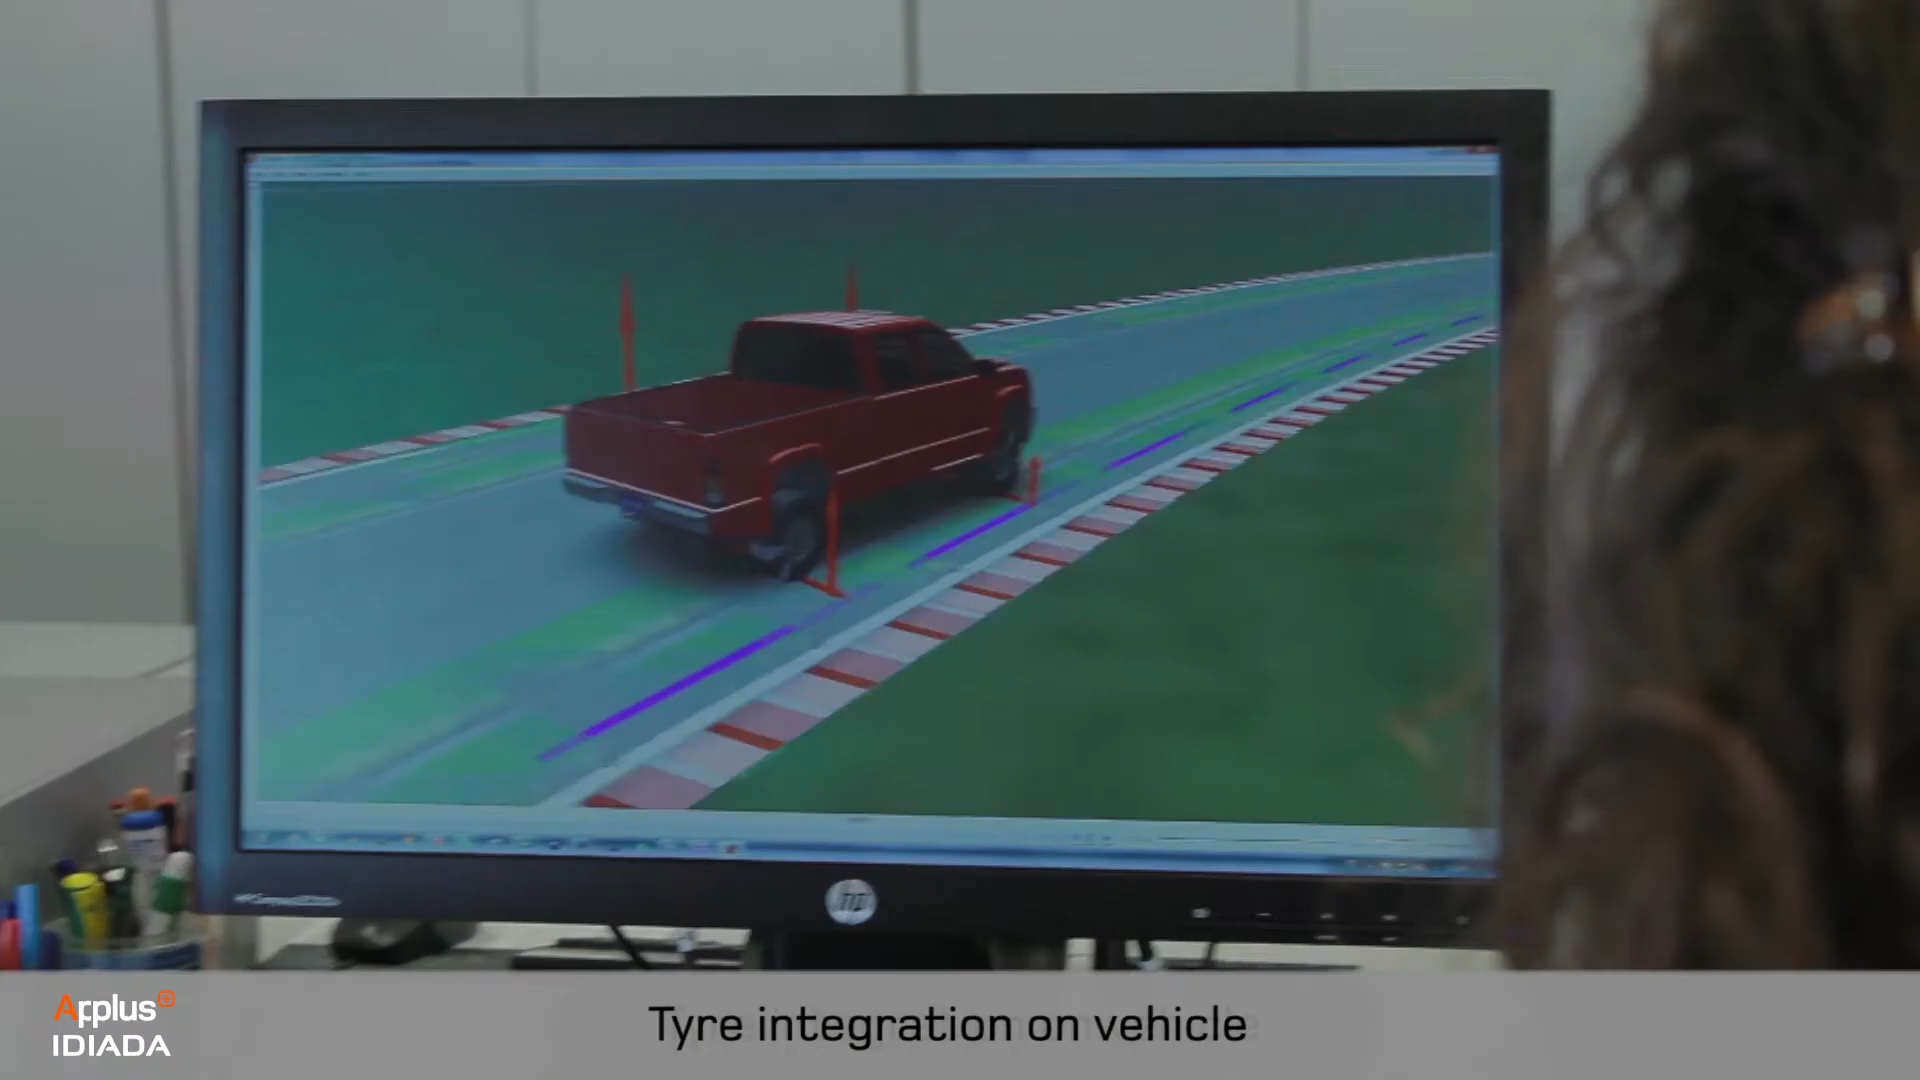 hp
Applus+
IDIADA
Tyre integration on vehicle